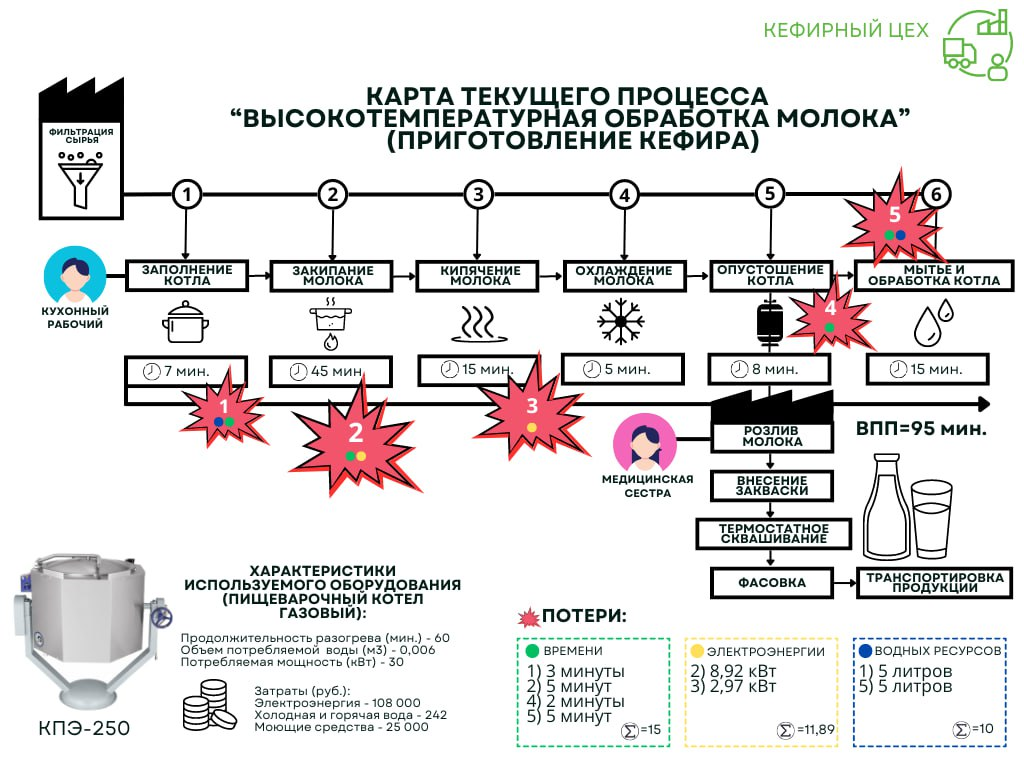 КЕФИРНЫЙ ЦЕХ
КАРТА ТЕКУЩЕГО ПРОЦЕССА
“ВЫСОКОТЕМПЕРАТУРНАЯ ОБРАБОТКА МОЛОКА”
(ПРИГОТОВЛЕНИЕ КЕФИРА)
ФИЛЬТРАЦИЯ
СЫРЬЯ
1
2
3
4
5
6
5
КУХОННЫЙ
РАБОЧИЙ
ЗАПОЛНЕНИЕ
КОТЛА
ЗАКИПАНИЕ
МОЛОКА
КИПЯЧЕНИЕ
МОЛОКА
ОХЛАЖДЕНИЕ
МОЛОКА
ОПУСТОШЕНИЕ
КОТЛА
МЫТЬЕ И
ОБРАБОТКА КОТЛА
4
7 мин.
45 мин.
15 мин.
5 мин.
8 мин.
15 мин.
1
2
3
ВПП=95 мин.
МЕДИЦИНСКАЯ
СЕСТРА
РОЗЛИВ
МОЛОКА
ВНЕСЕНИЕ
ЗАКВАСКИ
ТЕРМОСТАТНОЕ
СКВАШИВАНИЕ
ФАСОВКА
ТРАНСПОРТИРОВКА
ПРОДУКЦИИ
КПЭ-250
ХАРАКТЕРИСТИКИ
ИСПОЛЬЗУЕМОГО ОБОРУДОВАНИЯ
(ПИЩЕВАРОЧНЫЙ КОТЕЛ
ГАЗОВЫЙ):
Продолжительность разогрева (мин.) - 60
Объем потребляемой воды (м3) - 0,006
Потребляемая мощность (кВт) - 30
Затраты (руб.):
Электроэнергия - 108 000
Холодная и горячая вода - 242
Моющие средства - 25 000
ПОТЕРИ:
ВРЕМЕНИ
1) 3 минуты
2) 5 минут
4) 2 минуты
5) 5 минут
Σ=15
ЭЛЕКТРОЭНЕРГИИ
2) 8,92 кВт
3) 2,97 кВт
Σ=11,89
ВОДНЫХ РЕСУРСОВ
1) 5 литров
5) 5 литров
Σ=10